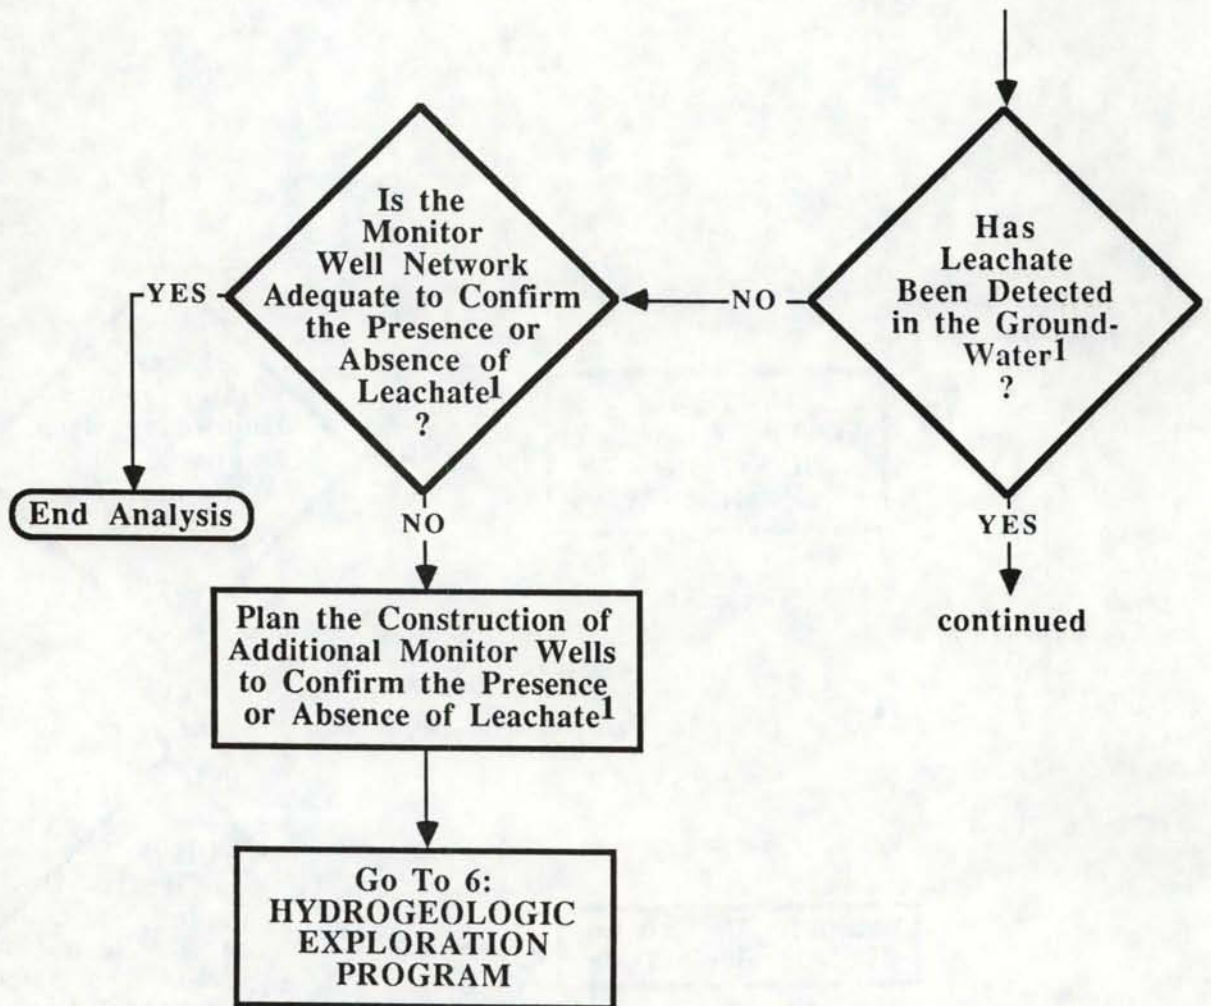 Has
Leachate
Been Detected
in the Ground-
Water1
?
NO
YES
continued
Is the
Monitor
Well Network
Adequate to Confirm
the Presence or
Absence of
Leachate1
?
YES
End Analysis
NO
Plan the Construction of
Additional Monitor Wells
to Confirm the Presence
or Absence of Leachate1
Go To 6:
HYDROGEOLOGIC
EXPLORATION
PROGRAM